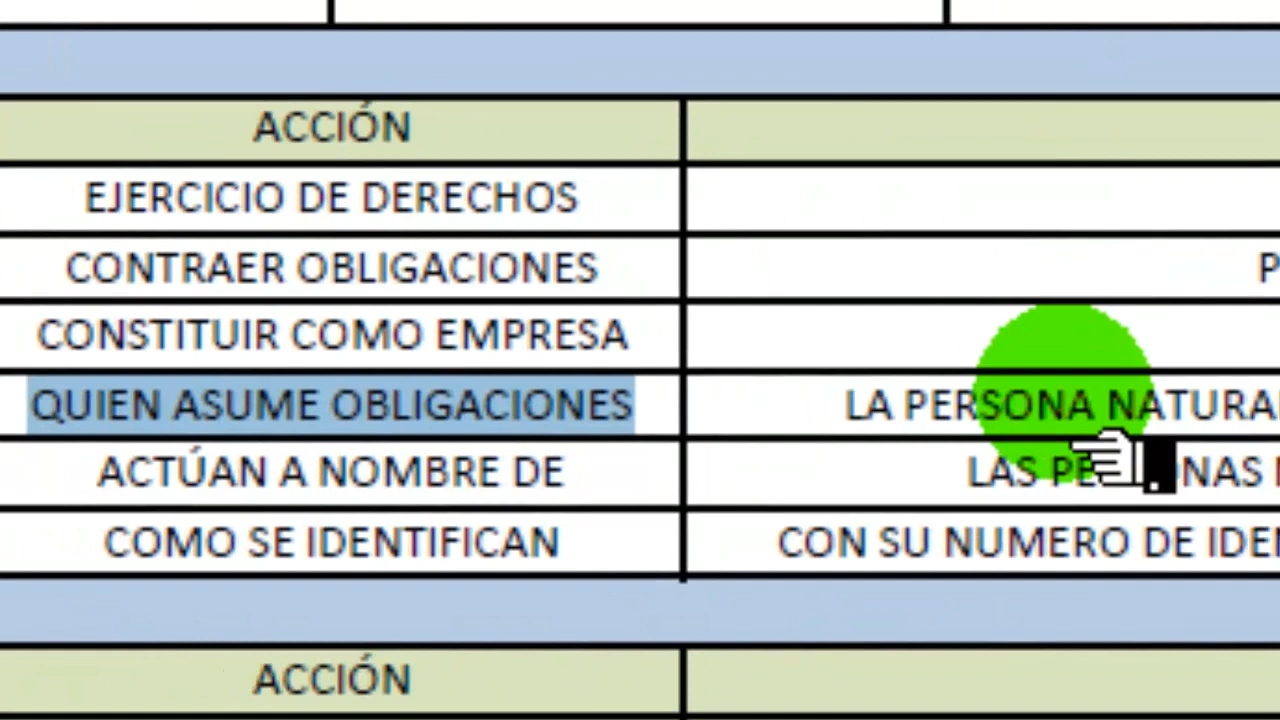 ACCIÓN
EJERCICIO DE DERECHOS
CONTRAER OBLIGACIONES
CONSTITUIR COMO EMPRESA
QUIEN ASUME OBLIGACIONES LA PERSONA NATURA
ACTÚAN A NOMBRE DE LAS
COMO SE IDENTIFICAN CON SU NUMERO DE
ACCIÓN